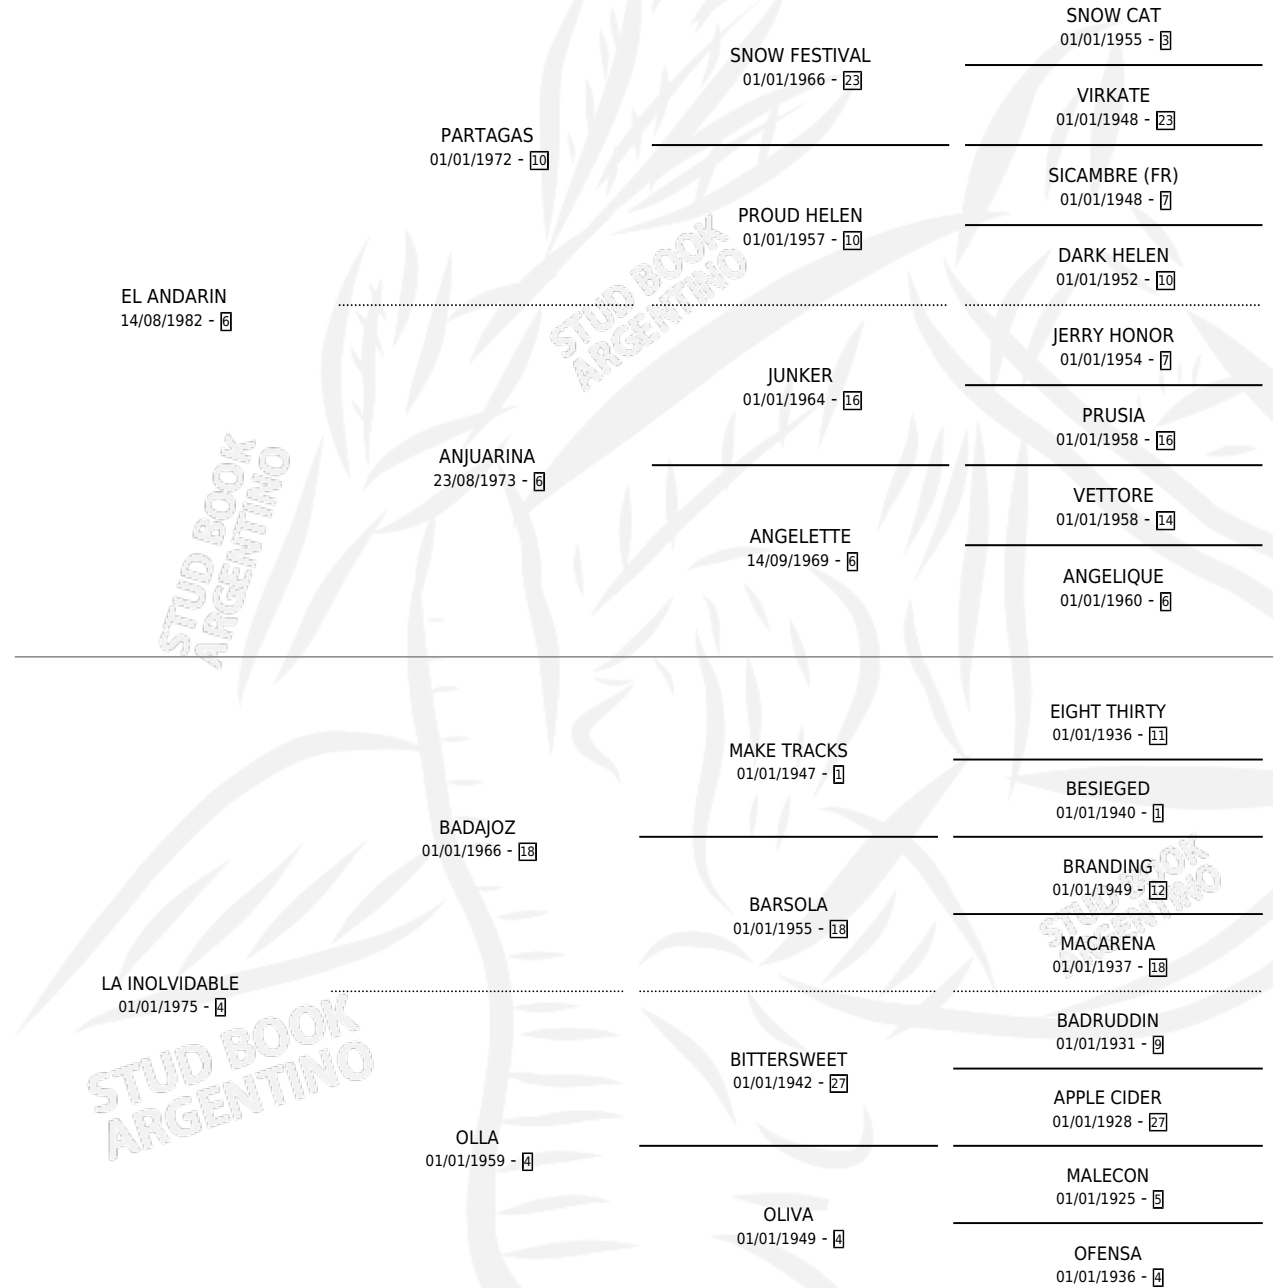 SNOW CAT
01/01/1955 - 3
SNOW FESTIVAL
01/01/1966 - 23
VIRKATE
01/01/1948 - 23
PARTAGAS
01/01/1972 - 10
SICAMBRE (FR)
01/01/1948 - 7
PROUD HELEN
01/01/1957 - 10
DARK HELEN
01/01/1952 - 10
EL ANDARIN
14/08/1982 - 6
STUD BOOK
ARGENTINO
JERRY HONOR
01/01/1954 - 7
JUNKER
01/01/1964 - 16
PRUSIA
01/01/1958 - 16
ANJUARINA
23/08/1973 - 6
VETTORE
01/01/1958 - 14
ANGELETTE
14/09/1969 - 6
ANGELIQUE
01/01/1960 - 6
STUD BOOK
ARGENTINO
EIGHT THIRTY
01/01/1936 - 11
MAKE TRACKS
01/01/1947 - 1
BESIEGED
01/01/1940 - 1
BADAJOZ
01/01/1966 - 18
BRANDING
01/01/1949 - 12
BARSOLA
01/01/1955 - 18
STUD BOOK
ARGENTINO
MACARENA
01/01/1937 - 18
LA INOLVIDABLE
01/01/1975 - 4
BADRUDDIN
01/01/1931 - 9
BITTERSWEET
01/01/1942 - 27
STUD BOOK
ARGENTINO
APPLE CIDER
01/01/1928 - 27
OLLA
01/01/1959 - 4
MALECON
01/01/1925 - 5
OLIVA
01/01/1949 - 4
OFENSA
01/01/1936 - 4